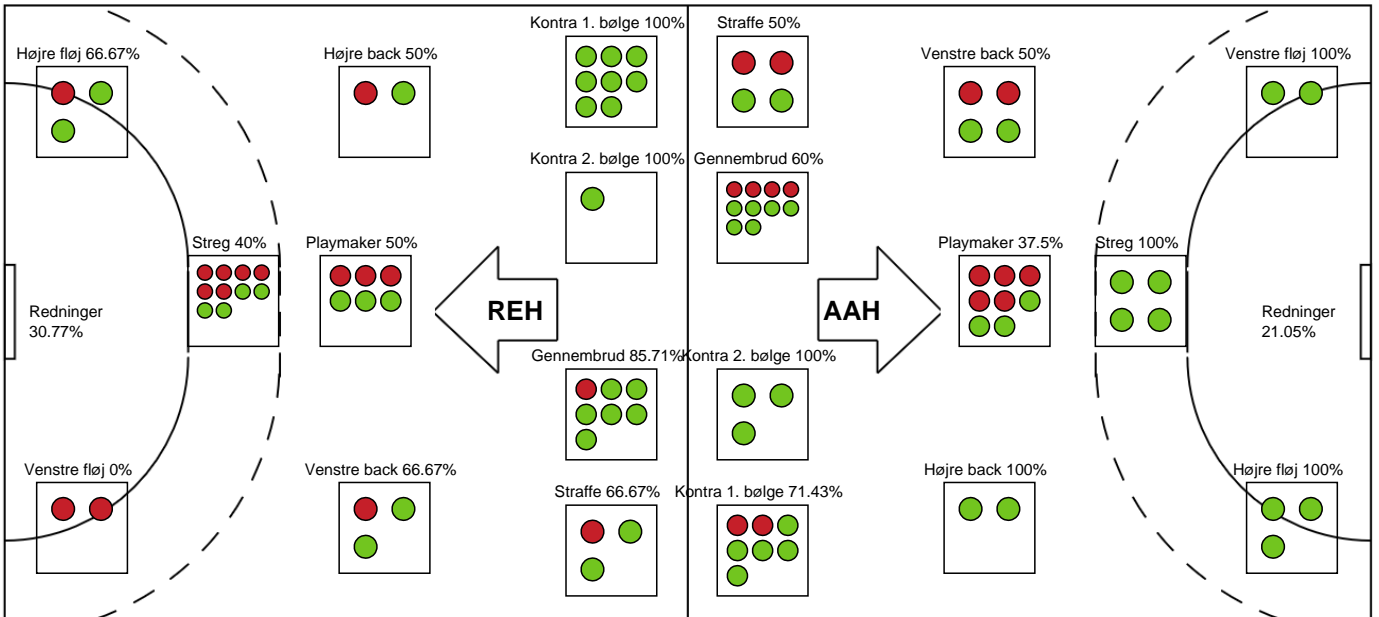 Kontra 1. bølge 100%
Straffe 50%
Højre fløj 66.67%
Højre back 50%
Venstre back 50%
Venstre fløj 100%
Kontra 2. bølge 100%
Gennembrud 60%
Streg 40%
Playmaker 50%
Playmaker 37.5%
Streg 100%
Redninger
30.77%
REH
AAH
Redninger
21.05%
Gennembrud 85.71%
Kontra 2. bølge 100%
Venstre fløj 0%
Venstre back 66.67%
Højre back 100%
Højre fløj 100%
Straffe 66.67%
Kontra 1. bølge 71.43%